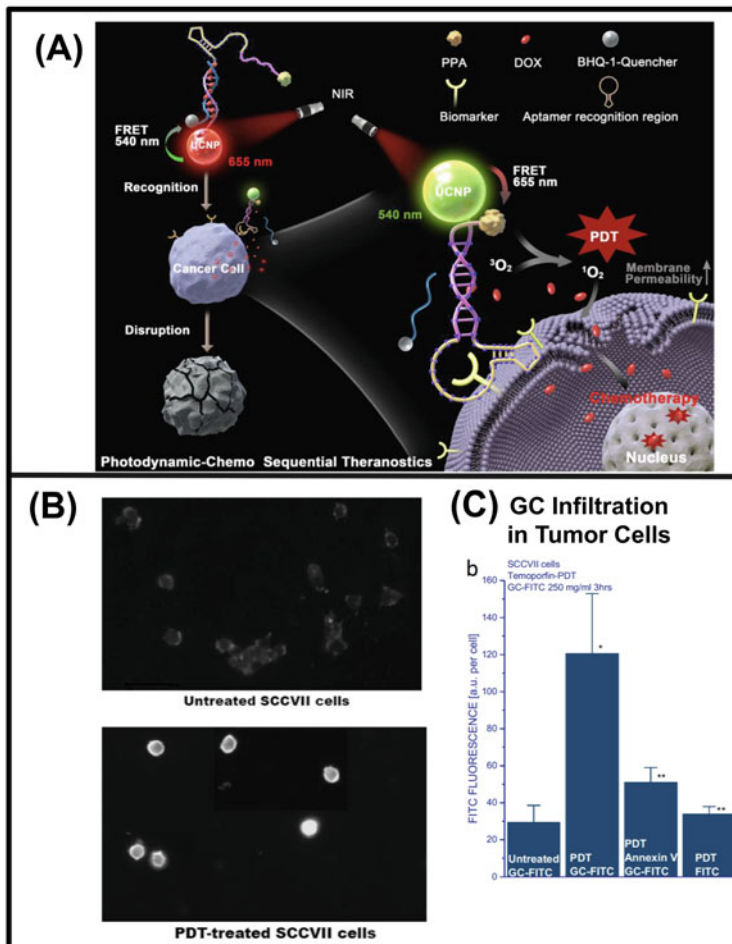 (A)
PPA
DOX
BHQ-1-Quencher
Biomarker
Aptamer recognition region
NIR
FRET
540 nm
UCNP
655 nm
Recognition
Cancer Cell
Disruption
FRET
655 nm
UCNP
540 nm
PDT
³O₂
¹O₂
Membrane
Permeability
Chemotherapy
Nucleus
Photodynamic-Chemo Sequential Theranostics
(B)
Untreated SCCVII cells
PDT-treated SCCVII cells
(C) GC Infiltration
in Tumor Cells
b
SCCVII cells
Temoporfin-PDT
GC-FITC 250 mg/ml 3hrs
FITC FLUORESCENCE [a.u. per cell]
160
140
120
100
80
60
40
20
0
*
**
**
Untreated
GC-FITC
PDT
GC-FITC
PDT
Annexin V
GC-FITC
PDT
FITC